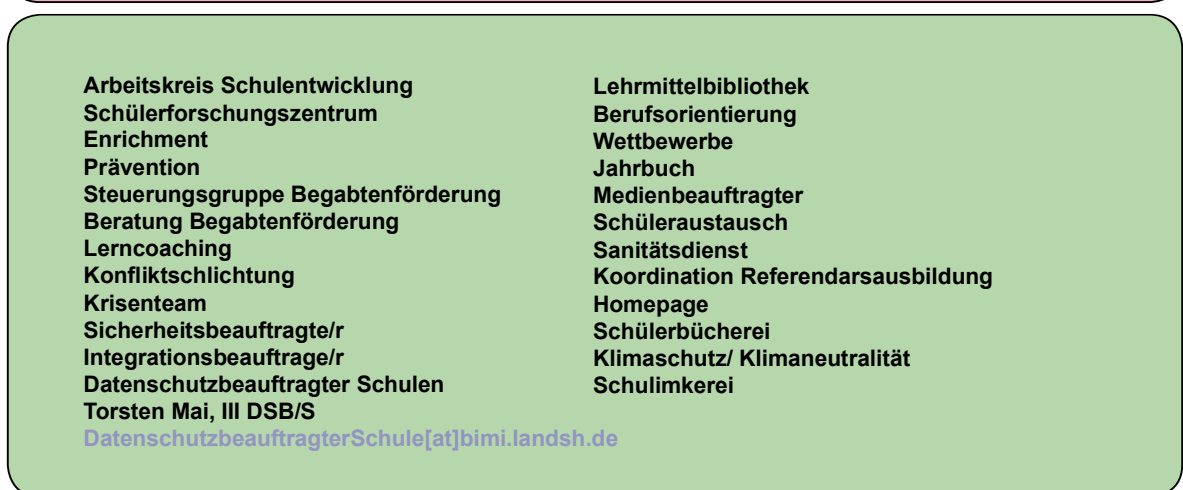 Arbeitskreis Schulentwicklung
Schülerforschungszentrum
Enrichment
Prävention
Steuerungsgruppe Begabtenförderung
Beratung Begabtenförderung
Lerncoaching
Konfliktschlichtung
Krisenteam
Sicherheitsbeauftragte/r
Integrationsbeauftrage/r
Datenschutzbeauftragter Schulen
Torsten Mai, III DSB/S
DatenschutzbeauftragterSchule[at]bimi.landsh.de
Lehrmittelbibliothek
Berufsorientierung
Wettbewerbe
Jahrbuch
Medienbeauftragter
Schüleraustausch
Sanitätsdienst
Koordination Referendarsausbildung
Homepage
Schülerbücherei
Klimaschutz/ Klimaneutralität
Schulimkerei